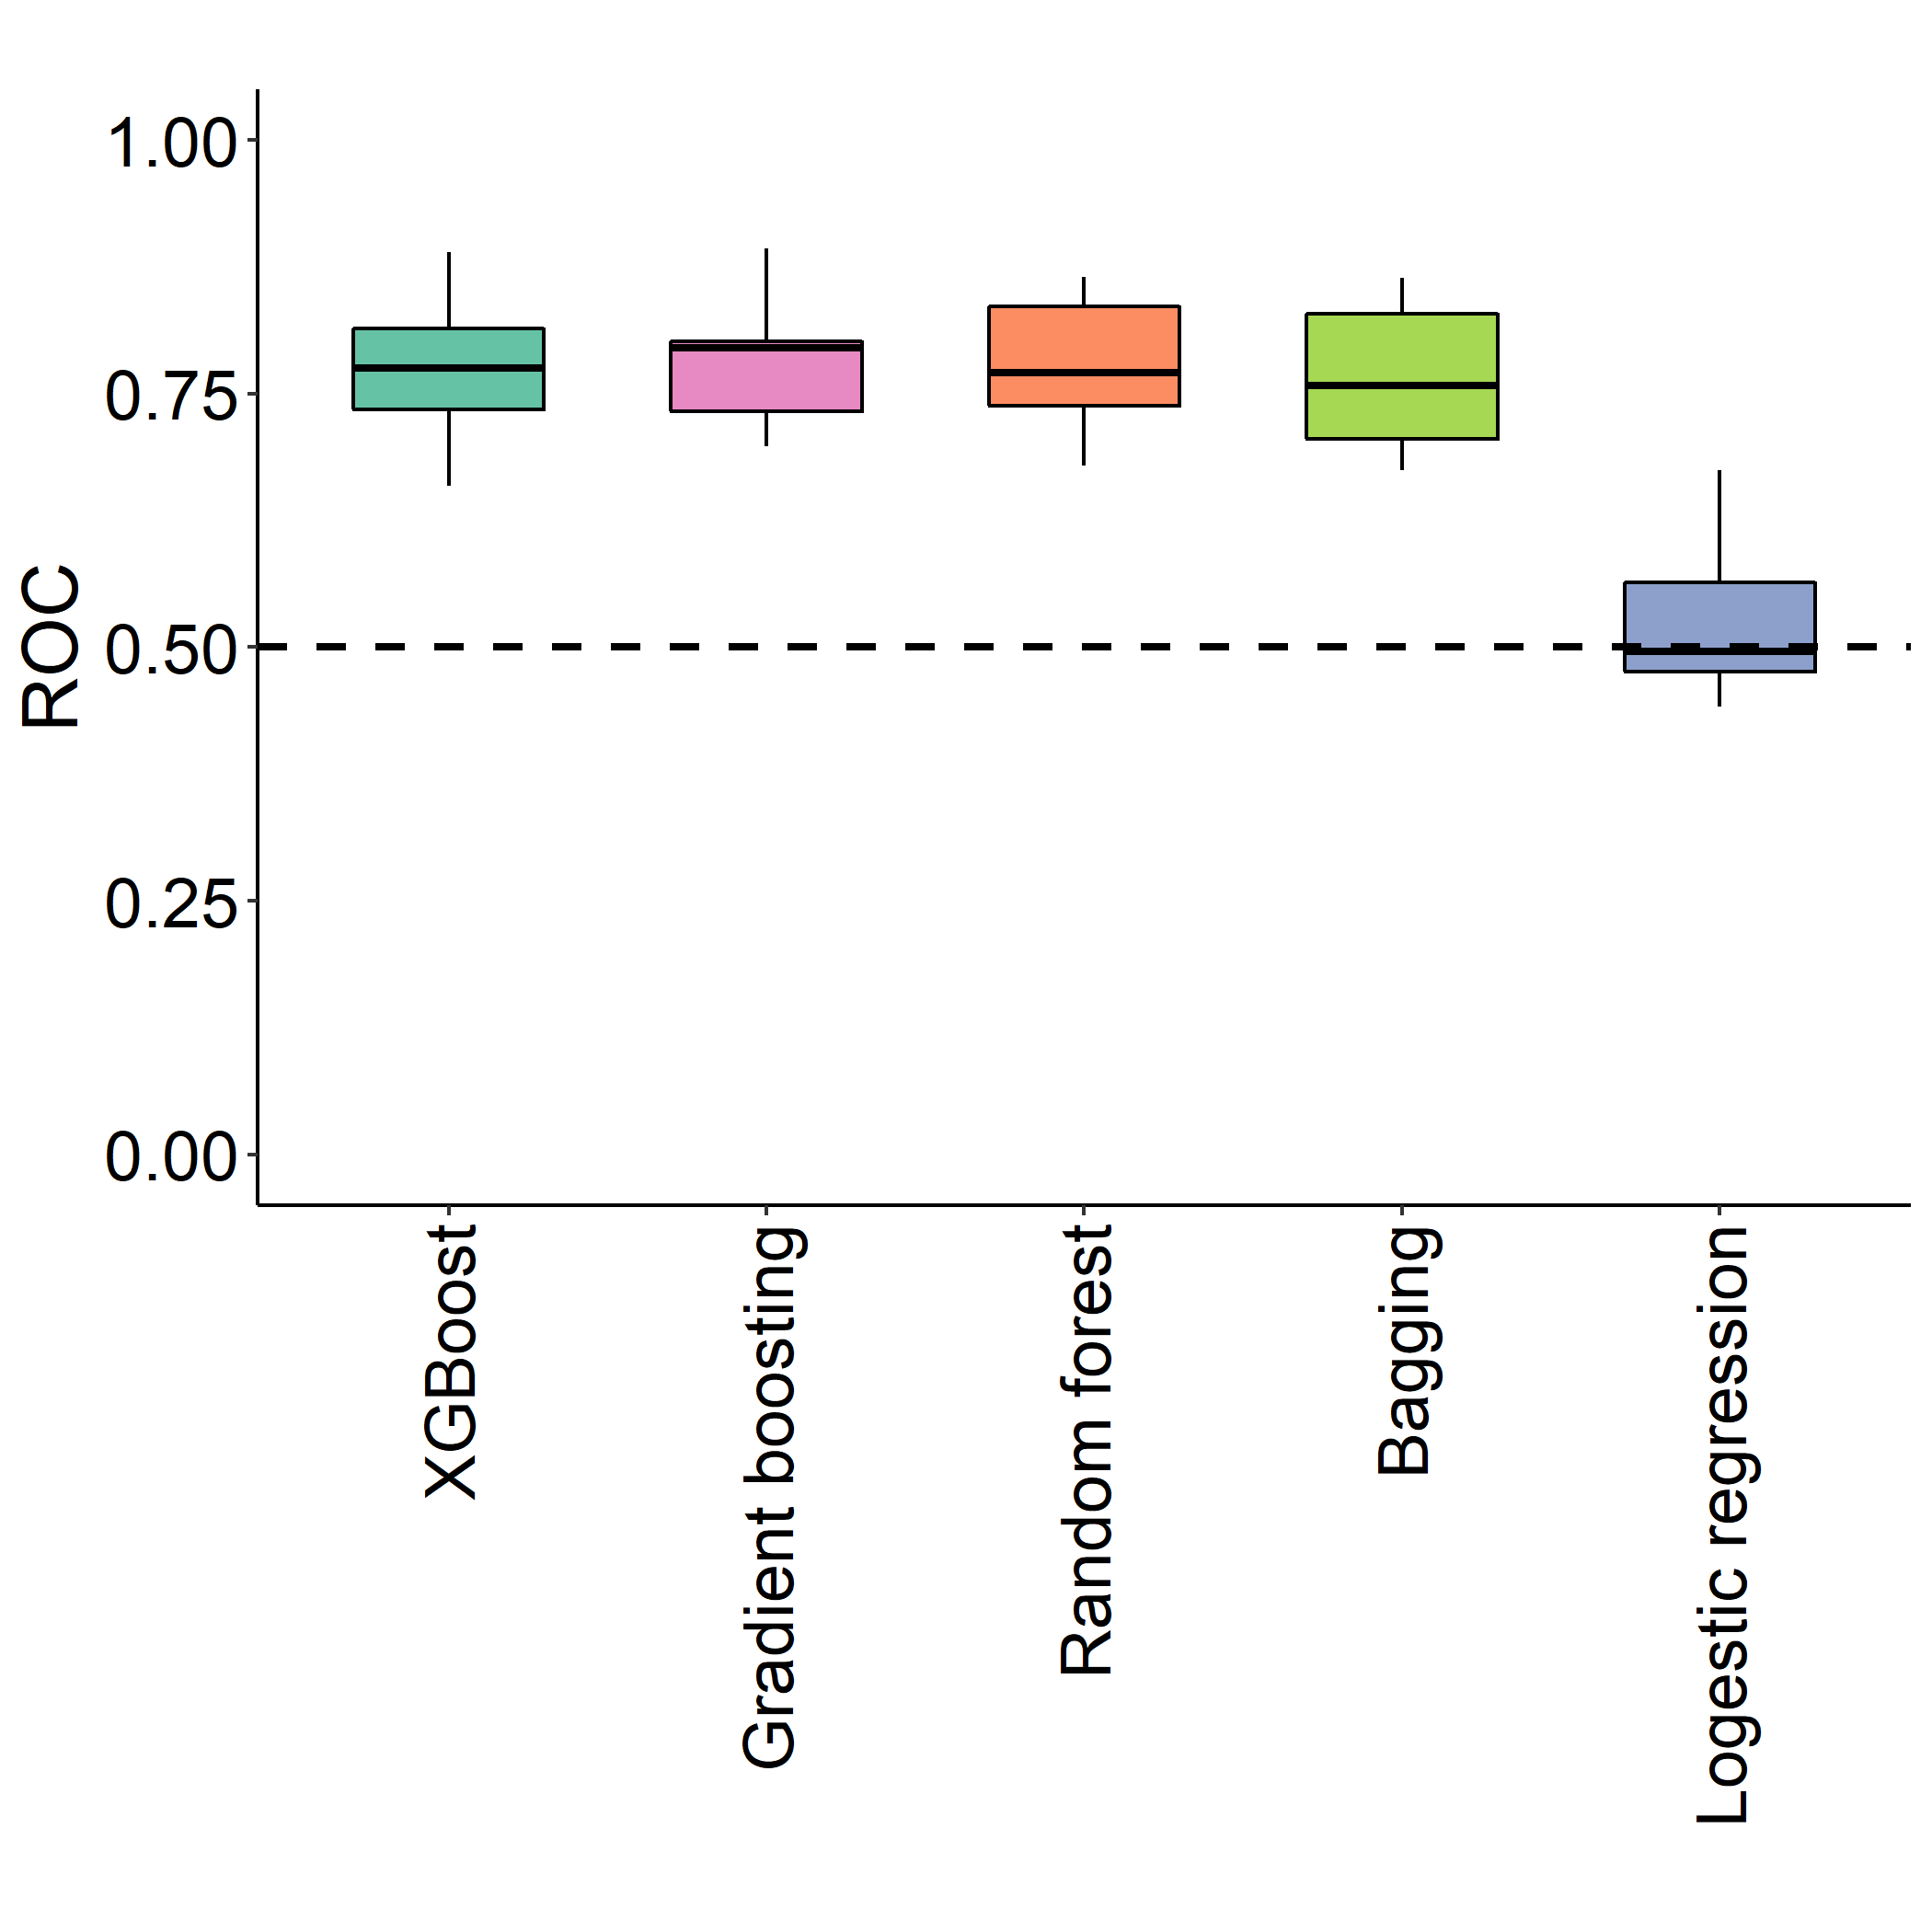 1.00
0.75
0.50
0.25
0.00
ROC
XGBoost
Gradient boosting
Random forest
Bagging
Logestic regression